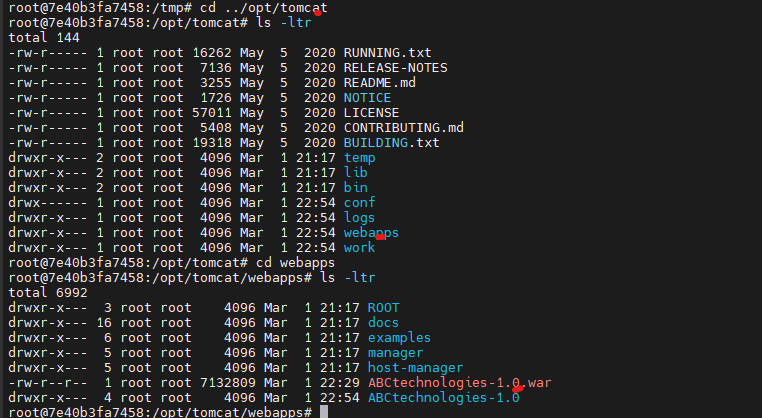 root@7e40b3fa7458:/tmp# cd ../opt/tomcat
root@7e40b3fa7458:/opt/tomcat# ls -ltr
total 144
-rw-r----- 1 root root 16262 May  5  2020 RUNNING.txt
-rw-r----- 1 root root  7136 May  5  2020 RELEASE-NOTES
-rw-r----- 1 root root  3255 May  5  2020 README.md
-rw-r----- 1 root root  1726 May  5  2020 NOTICE
-rw-r----- 1 root root 57011 May  5  2020 LICENSE
-rw-r----- 1 root root  5408 May  5  2020 CONTRIBUTING.md
-rw-r----- 1 root root 19318 May  5  2020 BUILDING.txt
drwxr-x--- 2 root root  4096 Mar  1 21:17 temp
drwxr-x--- 2 root root  4096 Mar  1 21:17 lib
drwxr-x--- 2 root root  4096 Mar  1 21:17 bin
drwx------ 1 root root  4096 Mar  1 22:54 conf
drwxr-x--- 1 root root  4096 Mar  1 22:54 logs
drwxr-x--- 1 root root  4096 Mar  1 22:54 webapps
drwxr-x--- 1 root root  4096 Mar  1 22:54 work
root@7e40b3fa7458:/opt/tomcat# cd webapps
root@7e40b3fa7458:/opt/tomcat/webapps# ls -ltr
total 6992
drwxr-x---  3 root root    4096 Mar  1 21:17 ROOT
drwxr-x--- 16 root root    4096 Mar  1 21:17 docs
drwxr-x---  6 root root    4096 Mar  1 21:17 examples
drwxr-x---  5 root root    4096 Mar  1 21:17 manager
drwxr-x---  5 root root    4096 Mar  1 21:17 host-manager
-rw-r--r--  1 root root 7132809 Mar  1 22:29 ABCtechnologies-1.0.war
drwxr-x---  4 root root    4096 Mar  1 22:54 ABCtechnologies-1.0
root@7e40b3fa7458:/opt/tomcat/webapps#